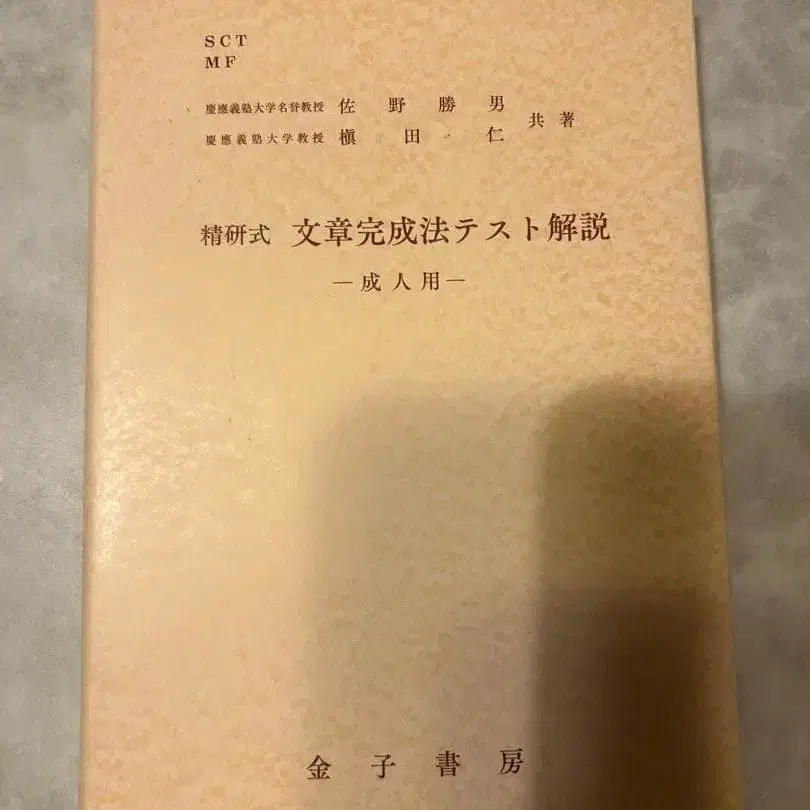 SCT
MF
慶應義塾大学名誉教授 佐野勝男
慶應義塾大学教授 槇田仁
共著
精研式 文章完成法テスト解説
―成人用―
金子書房